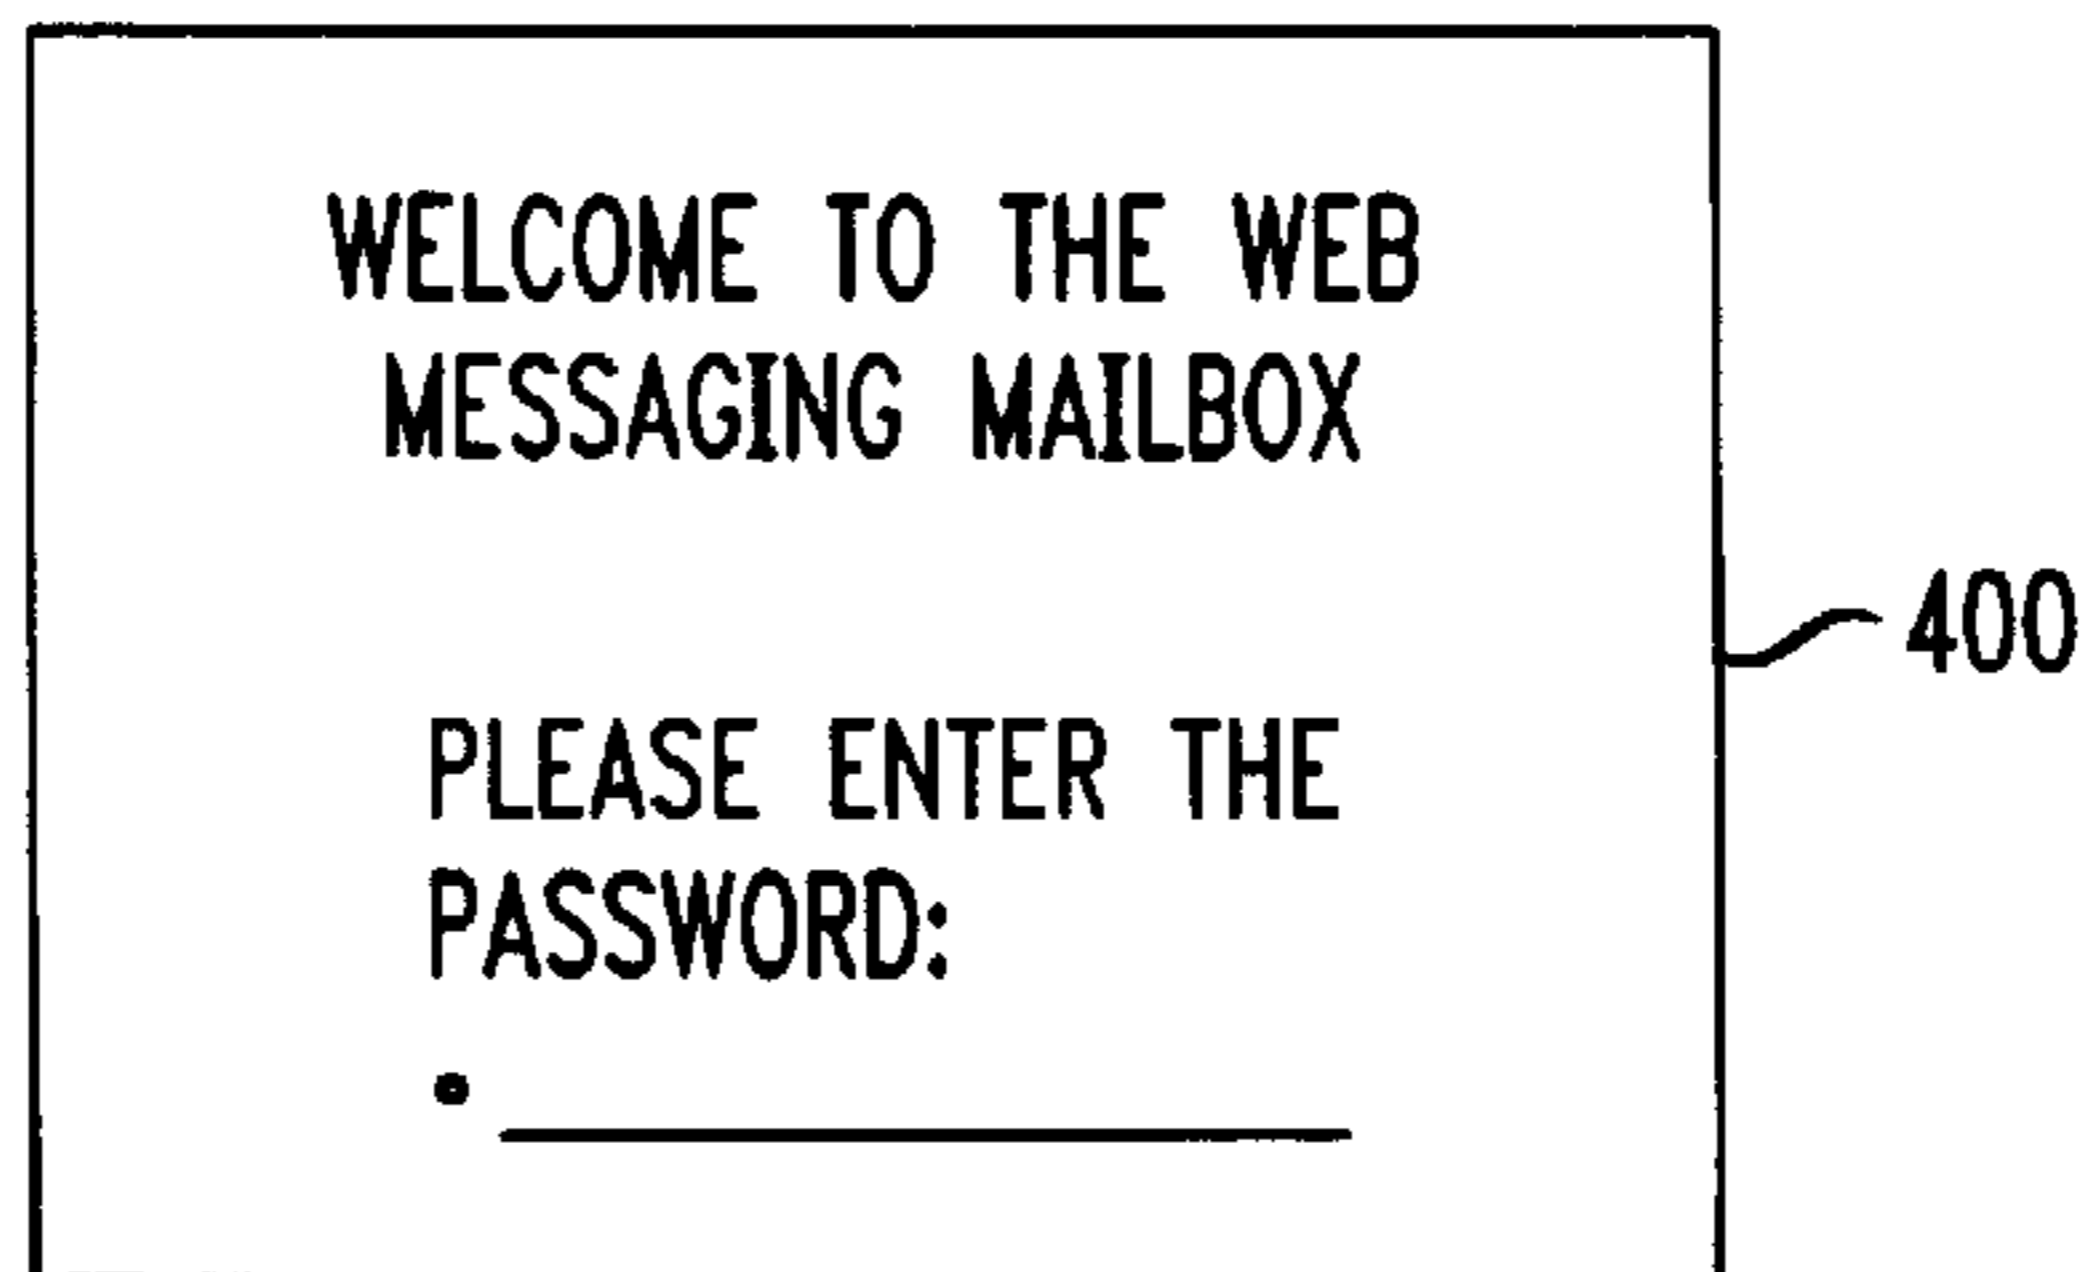 WELCOME TO THE WEB
MESSAGING MAILBOX
400
PLEASE ENTER THE
PASSWORD: